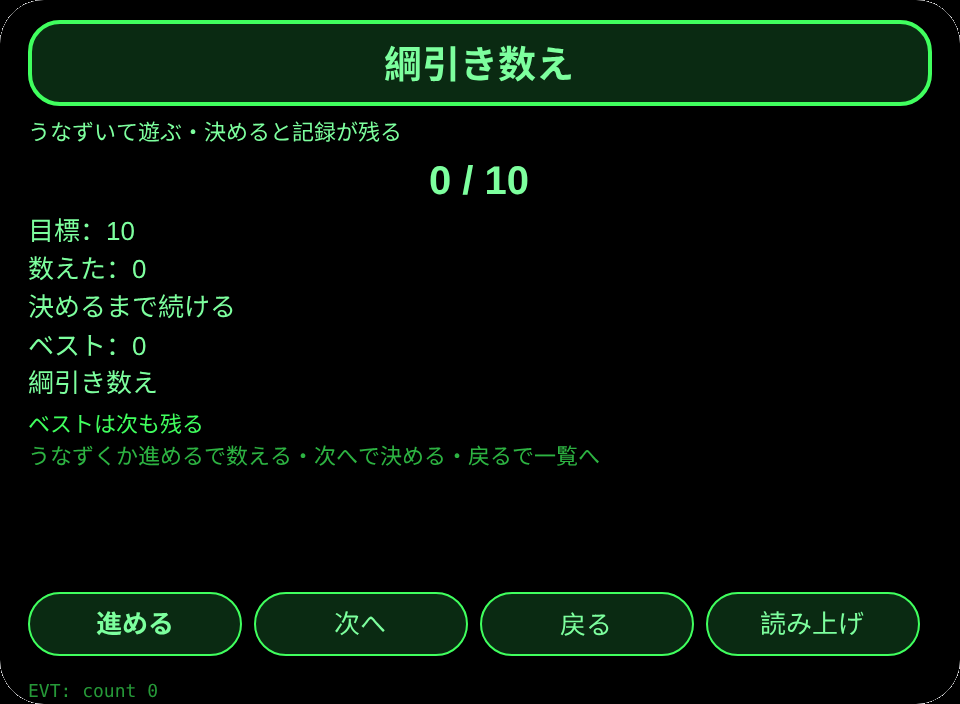 綱引き数え
うなずいて遊ぶ・決めると記録が残る
0 / 10
目標：10
数えた：0
決めるまで続ける
ベスト：0
綱引き数え
ベストは次も残る
うなずくか進めるで数える・次へで決める・戻るで一覧へ
進める 次へ 戻る 読み上げ
EVT: count 0